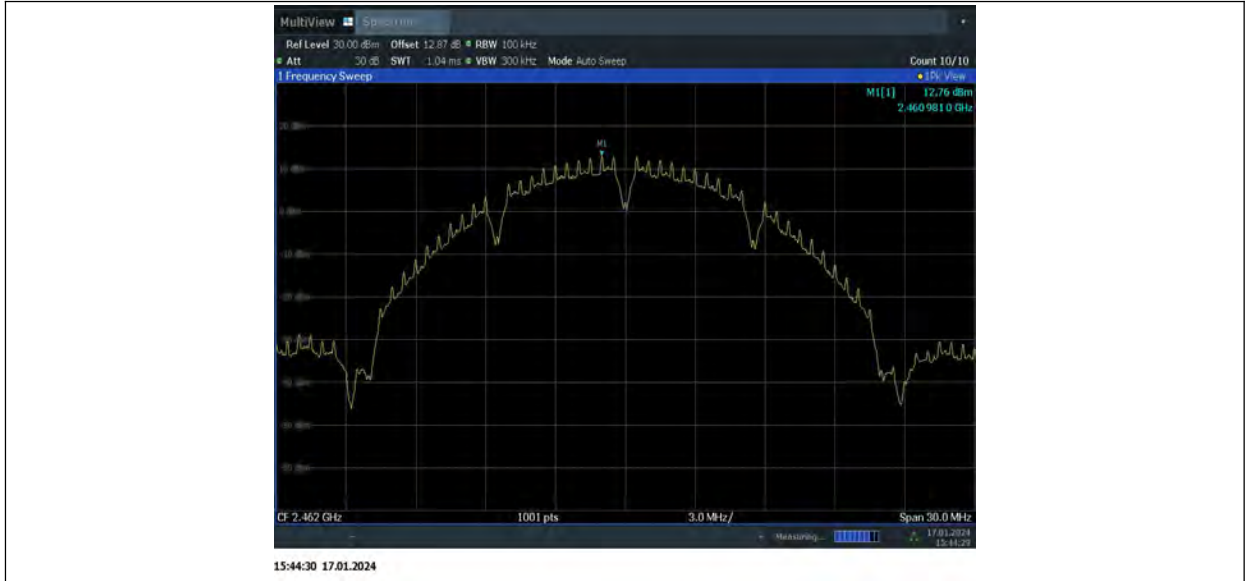 MultiView Spectrum
Ref Level 30.00 dBm Offset 12.87 dB RBW 100 kHz
Att 30 dB SWT 1.04 ms VBW 300 kHz Mode Auto Sweep Count 10/10
1 Frequency Sweep 1Pk View
M1[1] 12.76 dBm
2.460 981 0 GHz
M1
CF 2.462 GHz 1001 pts 3.0 MHz/ Span 30.0 MHz
Measuring... 17.01.2024
15:44:29
15:44:30 17.01.2024